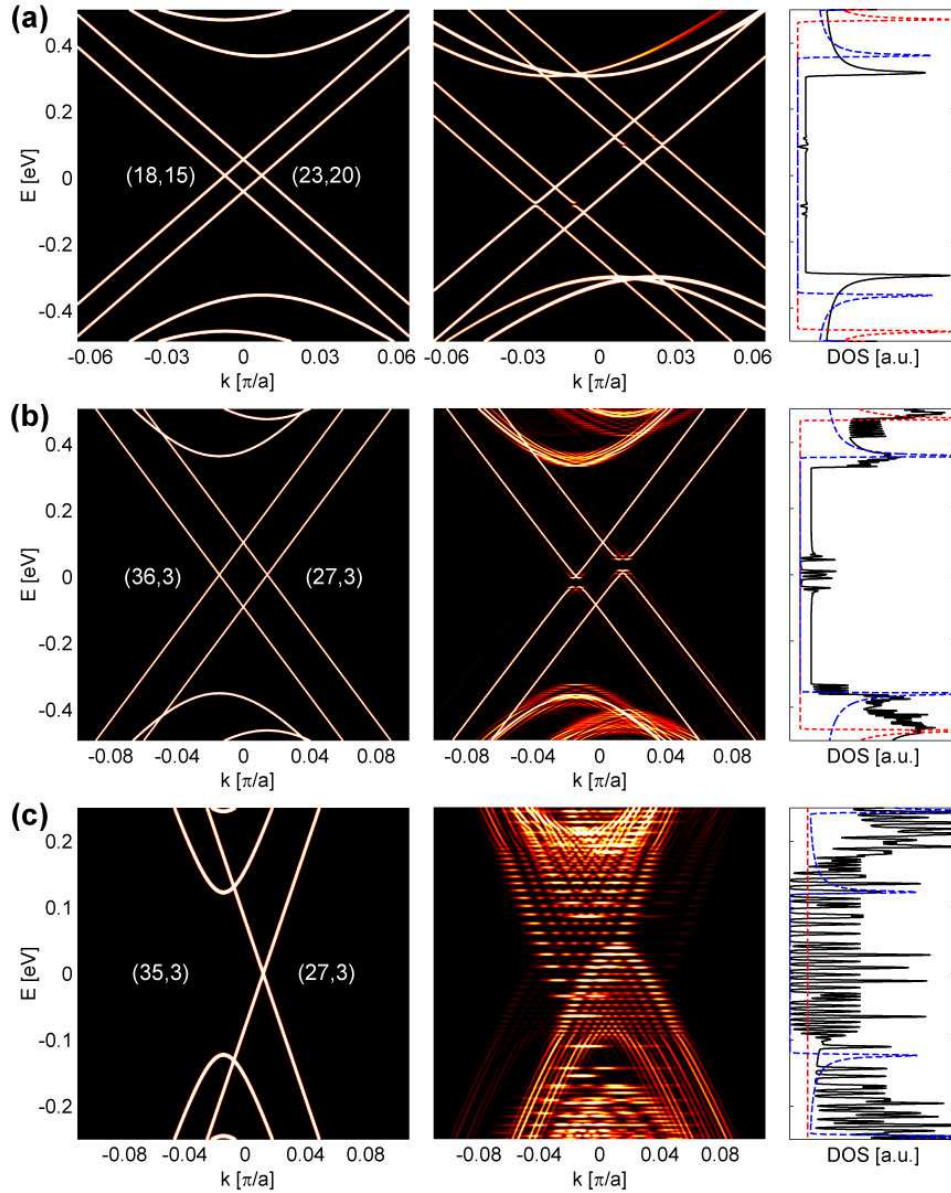 (a)
E [eV]
0.4
0.2
0
-0.2
-0.4
(18,15)
(23,20)
-0.06 -0.03 0 0.03 0.06
k [π/a]
-0.06 -0.03 0 0.03 0.06
k [π/a]
DOS [a.u.]
(b)
E [eV]
0.4
0.2
0
-0.2
-0.4
(36,3)
(27,3)
-0.08 -0.04 0 0.04 0.08
k [π/a]
-0.08 -0.04 0 0.04 0.08
k [π/a]
DOS [a.u.]
(c)
E [eV]
0.2
0.1
0
-0.1
-0.2
(35,3)
(27,3)
-0.08 -0.04 0 0.04 0.08
k [π/a]
-0.08 -0.04 0 0.04 0.08
k [π/a]
DOS [a.u.]